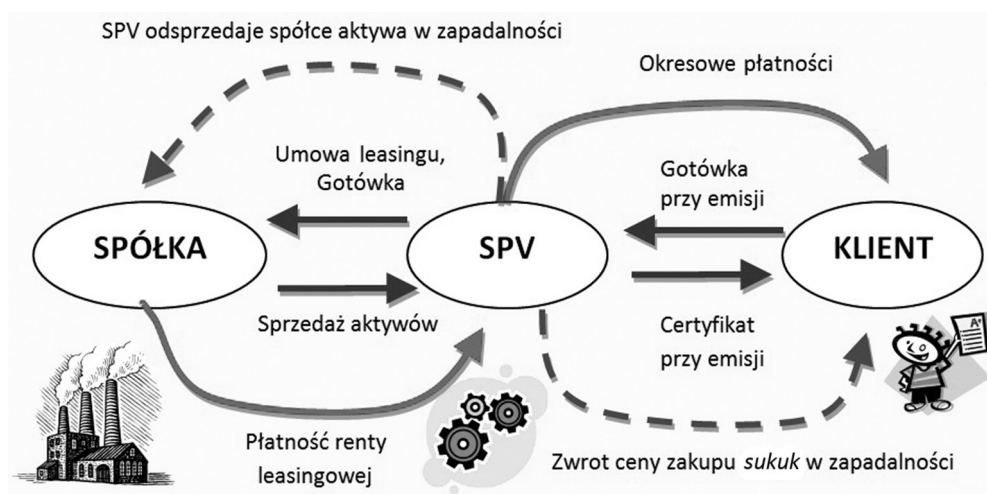 SPV odsprzedaje spółce aktywa w zapadalności
Okresowe płatności
Umowa leasingu,
Gotówka
Gotówka
przy emisji
SPÓŁKA
SPV
KLIENT
Sprzedaż aktywów
Certyfikat
przy emisji
A+
Płatność renty
leasingowej
Zwrot ceny zakupu sukuk w zapadalności